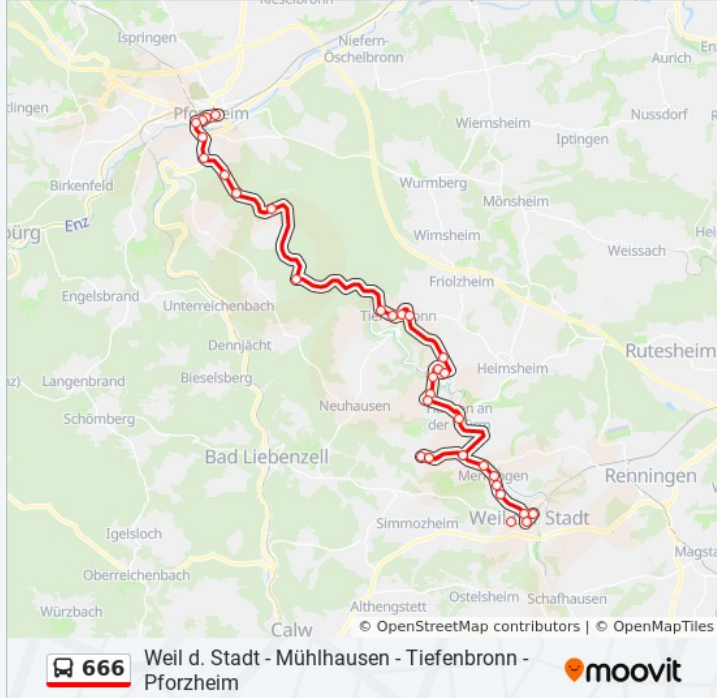 Ispringen
Niefern-
Öschelbronn
Aurich
Wiernsheim
Nussdorf
Iptingen
Birkenfeld
Wurmberg
Mönsheim
Enz
Wimsheim
Weissach
Friolzheim
Engelsbrand
Unterreichenbach
Dennjächt
Rutesheim
Heimsheim
Langenbrand
Bieselsberg
Neuhausen
Schömberg
Bad Liebenzell
Renningen
Simmozheim
Stadt
Igelsloch
Oberreichenbach
Ostelsheim
Schafhausen
Würzbach
Althengstett
Calw
© OpenStreetMap contributors | © OpenMapTiles
666
Weil d. Stadt - Mühlhausen - Tiefenbronn -
Pforzheim
moovit